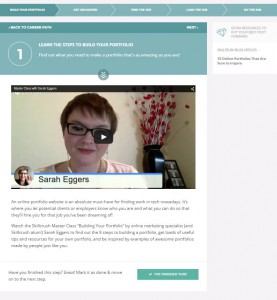 BUILD YOUR PORTFOLIO
< BACK TO CAREER PATH
NEXT >
1
LEARN THE STEPS TO BUILD YOUR PORTFOLIO
Find out what you need to make a portfolio that's as amazing as you are!
Master Class with Sarah Eggers
Sarah Eggers
An online portfolio website is an absolute must-have for finding work in tech nowadays. It's
where you let potential clients or employers know who you are and what you can do so that
they'll hire you for that job you've been dreaming of!
Watch the Skillcrush Master Class "Building Your Portfolio" by online marketing specialist (and
Skillcrush alum!) Sarah Eggers to find out the 6 steps to building a portfolio, get loads of useful
tips and resources for your own portfolio, and be inspired by examples of awesome portfolios
made by people just like you.
Have you finished this step? Great! Mark it as done & move
on to the next step.
I'VE FINISHED THIS!
15 Online Portfolios That Are
Sure to Inspire